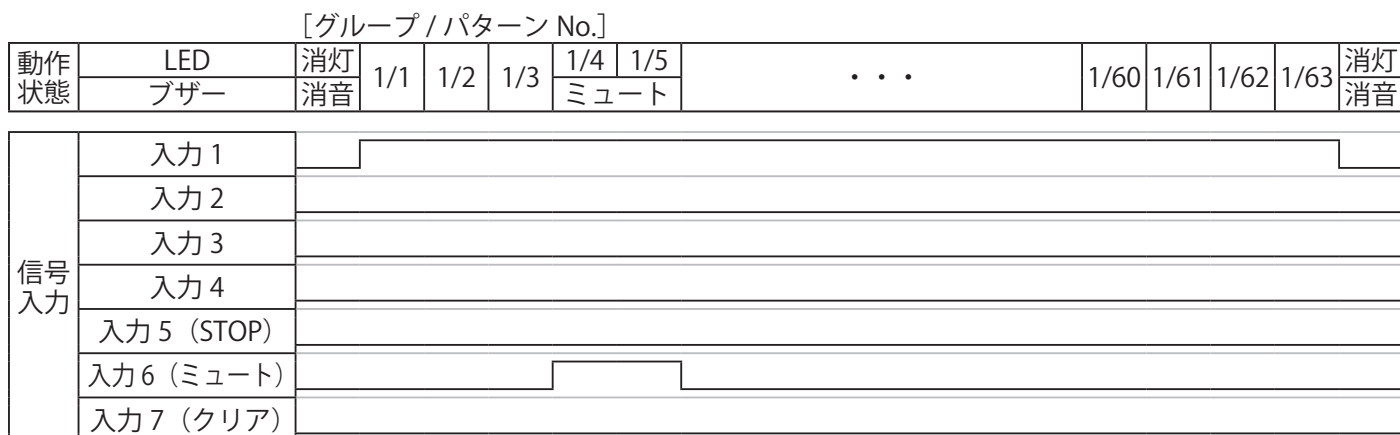 ［グループ / パターン No.］
動作状態 LED 消灯 1/1 1/2 1/3 1/4 1/5 ・・・ 1/60 1/61 1/62 1/63 消灯
ブザー 消音 ミュート 消音
信号入力
入力 1
入力 2
入力 3
入力 4
入力 5（STOP）
入力 6（ミュート）
入力 7（クリア）